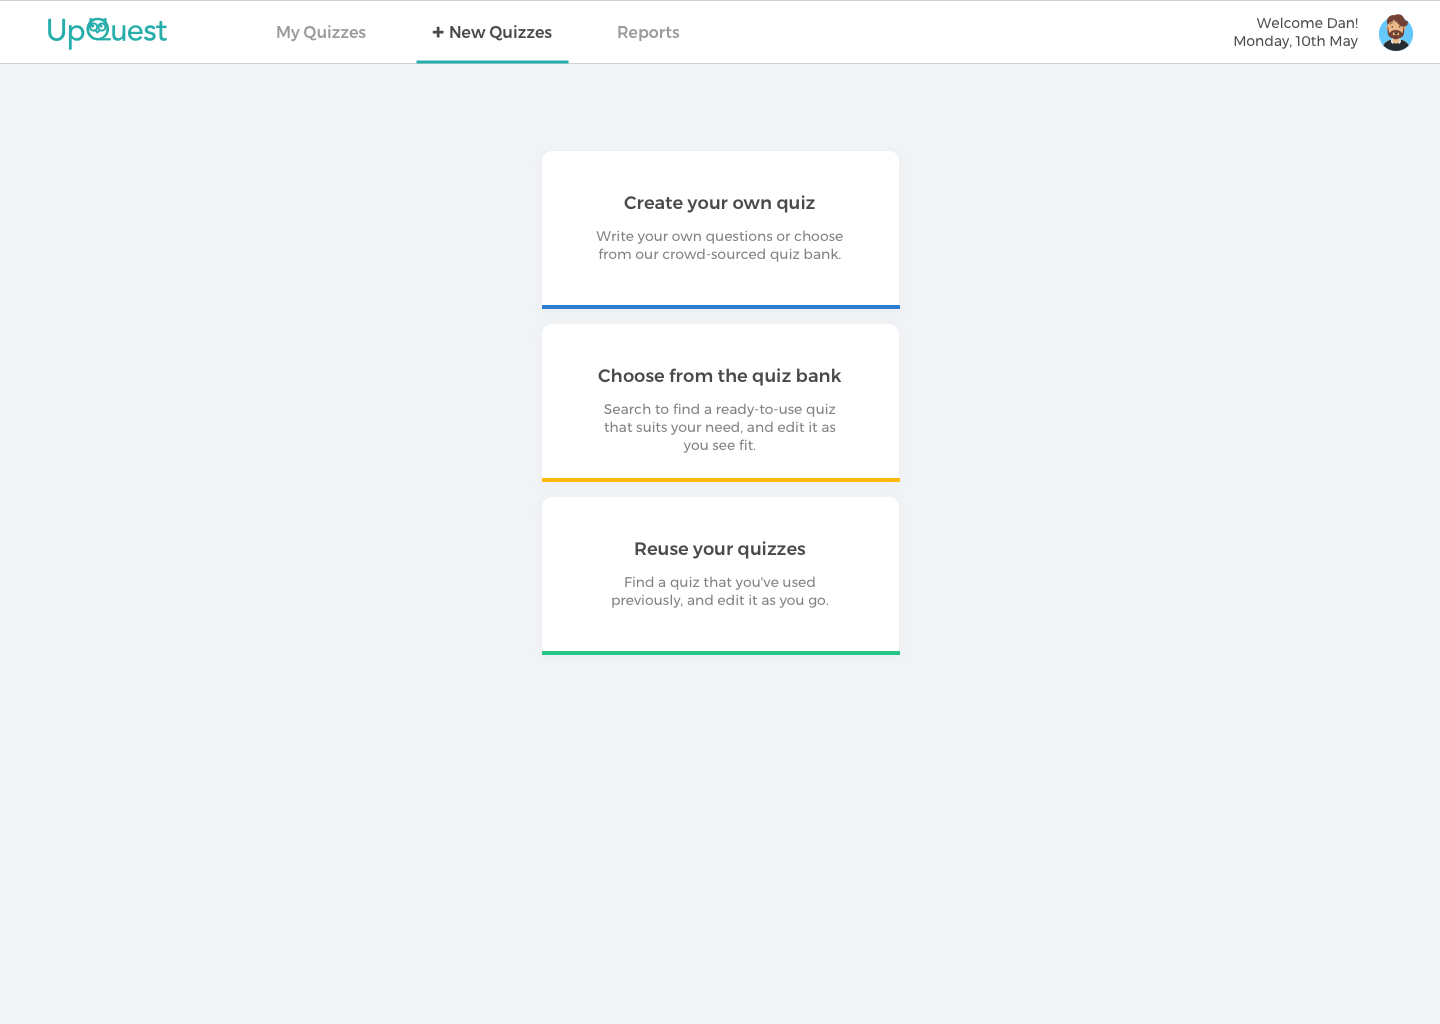 UpQuest
My Quizzes
+ New Quizzes
Reports
Welcome Dan!
Monday, 10th May
Create your own quiz
Write your own questions or choose
from our crowd-sourced quiz bank.
Choose from the quiz bank
Search to find a ready-to-use quiz
that suits your need, and edit it as
you see fit.
Reuse your quizzes
Find a quiz that you've used
previously, and edit it as you go.